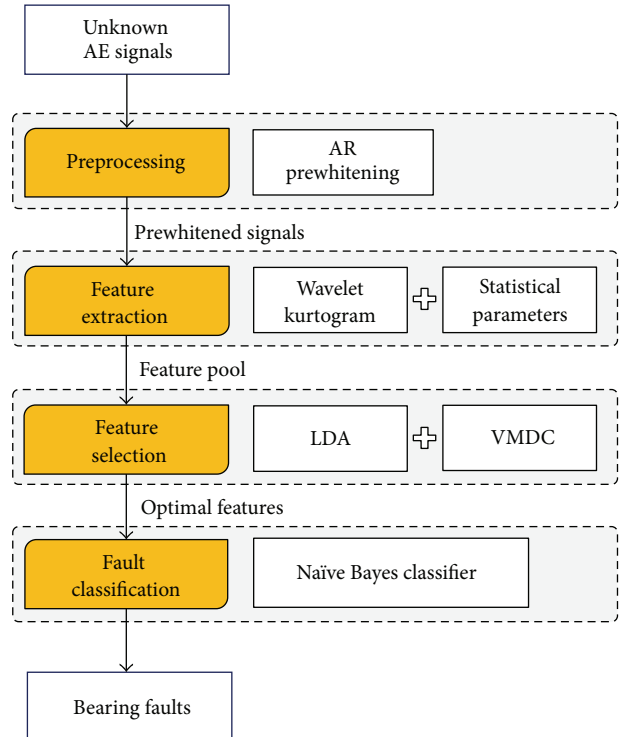 Unknown
AE signals
Preprocessing
AR
prewhitening
Prewhitened signals
Feature
extraction
Wavelet
kurtogram
Statistical
parameters
Feature pool
Feature
selection
LDA
VMDC
Optimal features
Fault
classification
Naïve Bayes classifier
Bearing faults